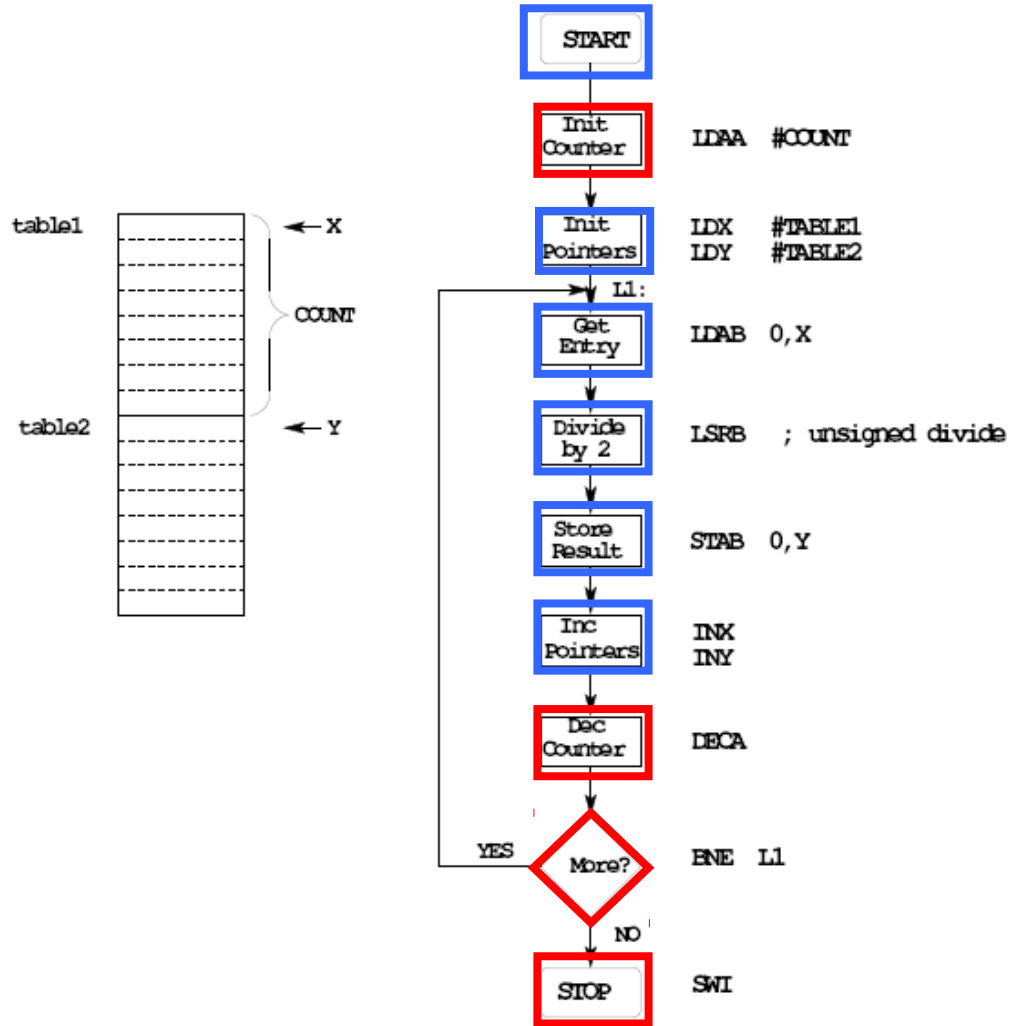 START
Init
Counter
LDAA #COUNT
table1
X
Init
Pointers
LDX #TABLE1
LDY #TABLE2
L1:
COUNT
Get
Entry
LDAB 0,X
table2
Y
Divide
by 2
LSRB ; unsigned divide
Store
Result
STAB 0,Y
Inc
Pointers
INX
INY
Dec
Counter
DECA
YES
More?
BNE L1
NO
STOP
SWI